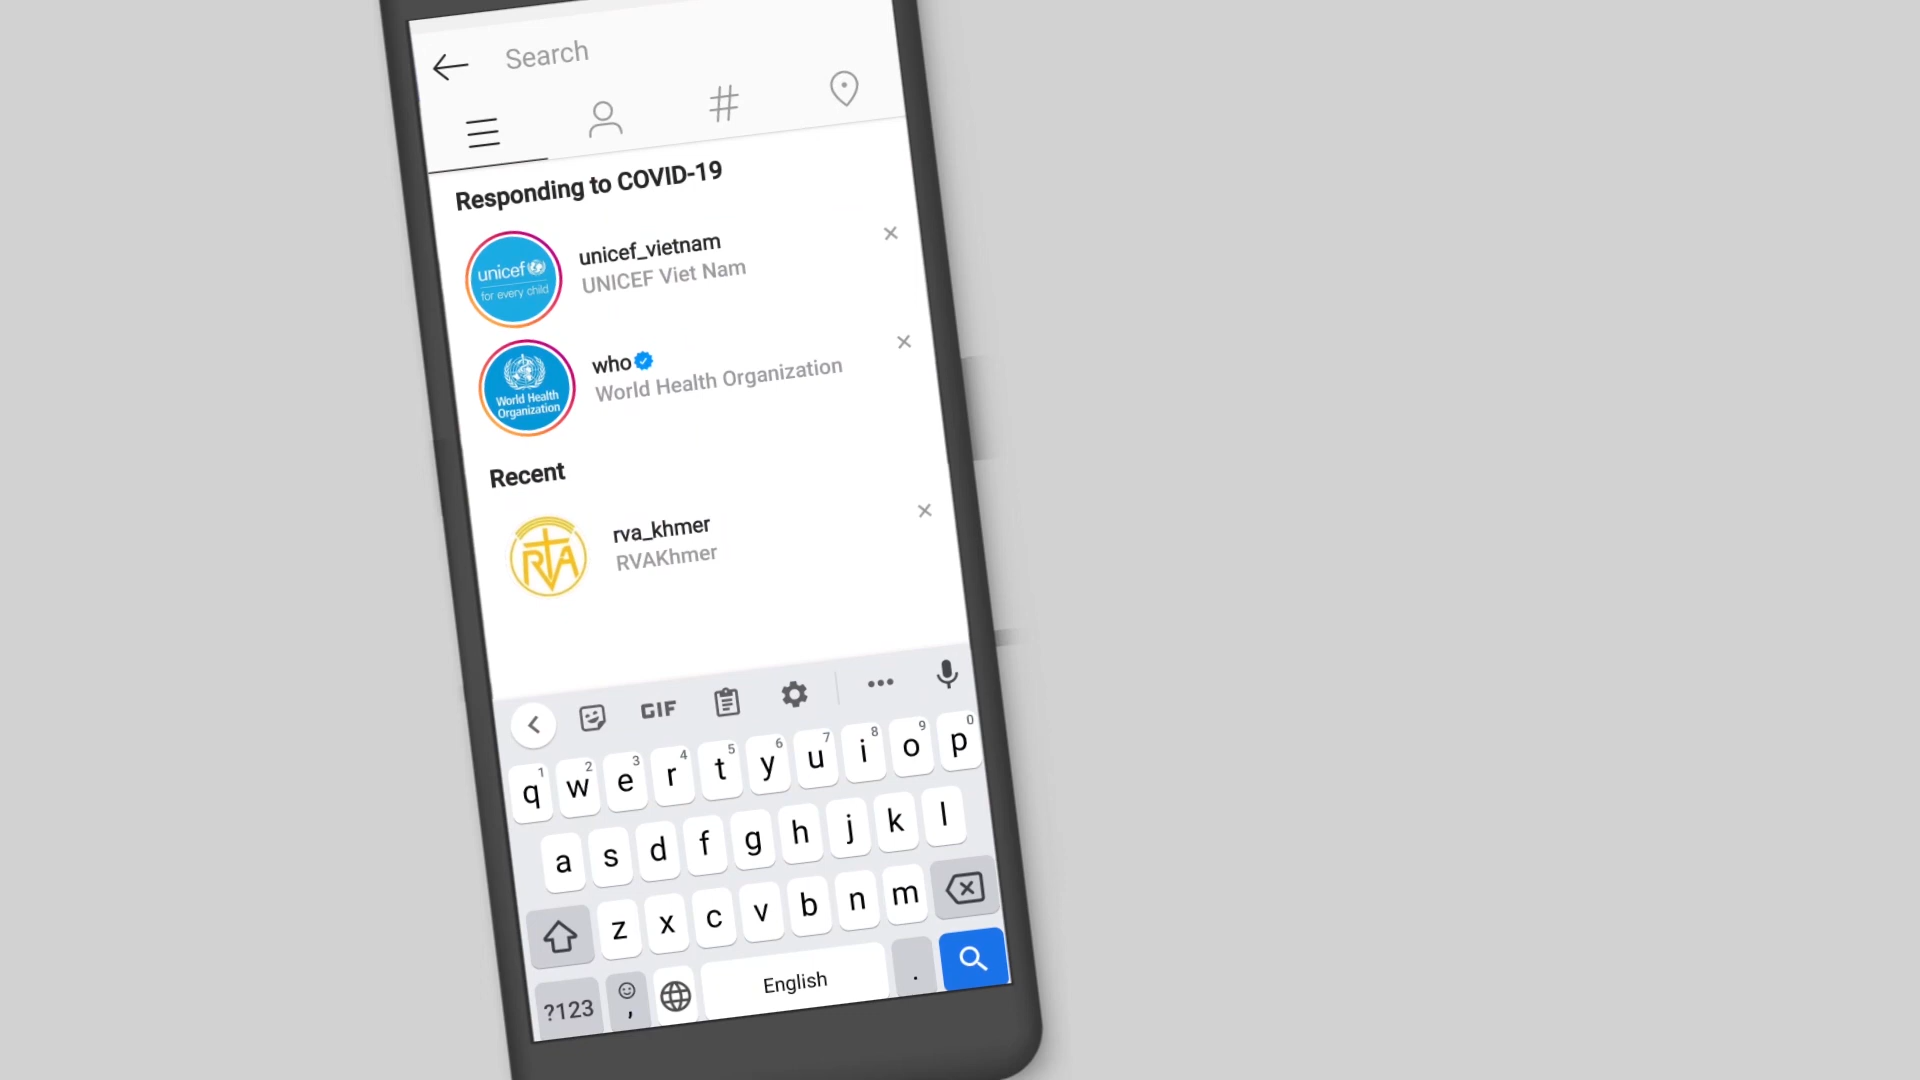 Search
Responding to COVID-19
unicef_vietnam
UNICEF Viet Nam
unicef
for every child
who
World Health Organization
World Health
Organization
Recent
rva_khmer
RVAKhmer
RVA
GIF
1 2 3 4 5 6 7 8 9 0
q w e r t y u i o p
a s d f g h j k l
z x c v b n m
?123 , English .